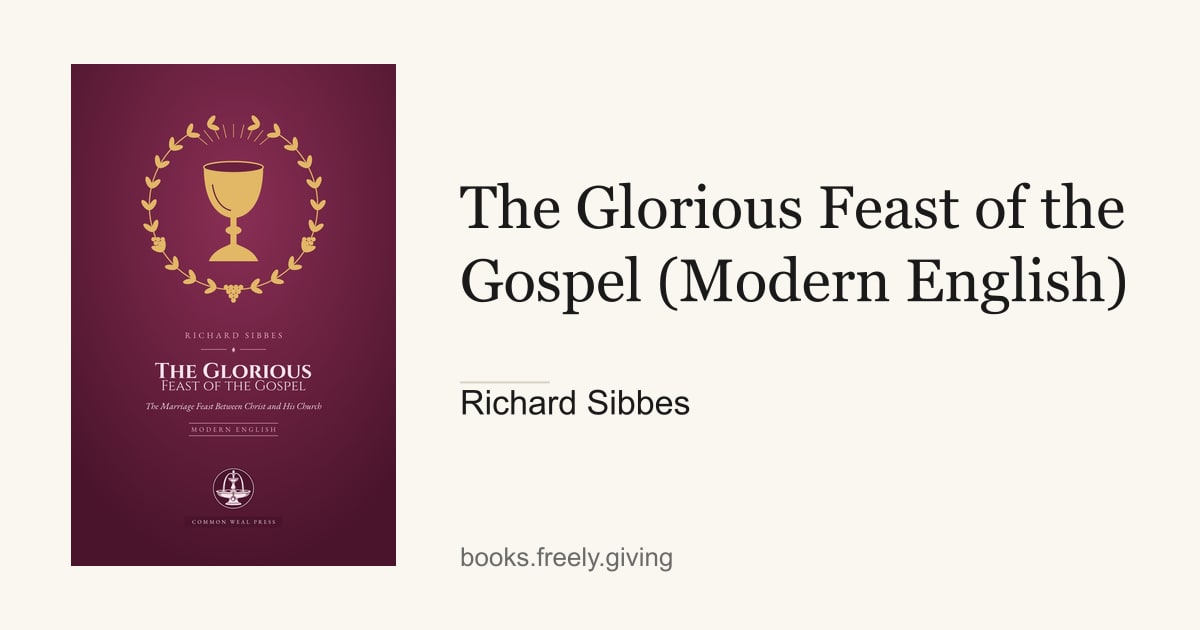 RICHARD SIBBES
THE GLORIOUS
FEAST OF THE GOSPEL
The Marriage Feast Between Christ and His Church
MODERN ENGLISH
COMMON WEAL PRESS
The Glorious Feast of the
Gospel (Modern English)
Richard Sibbes
books.freely.giving